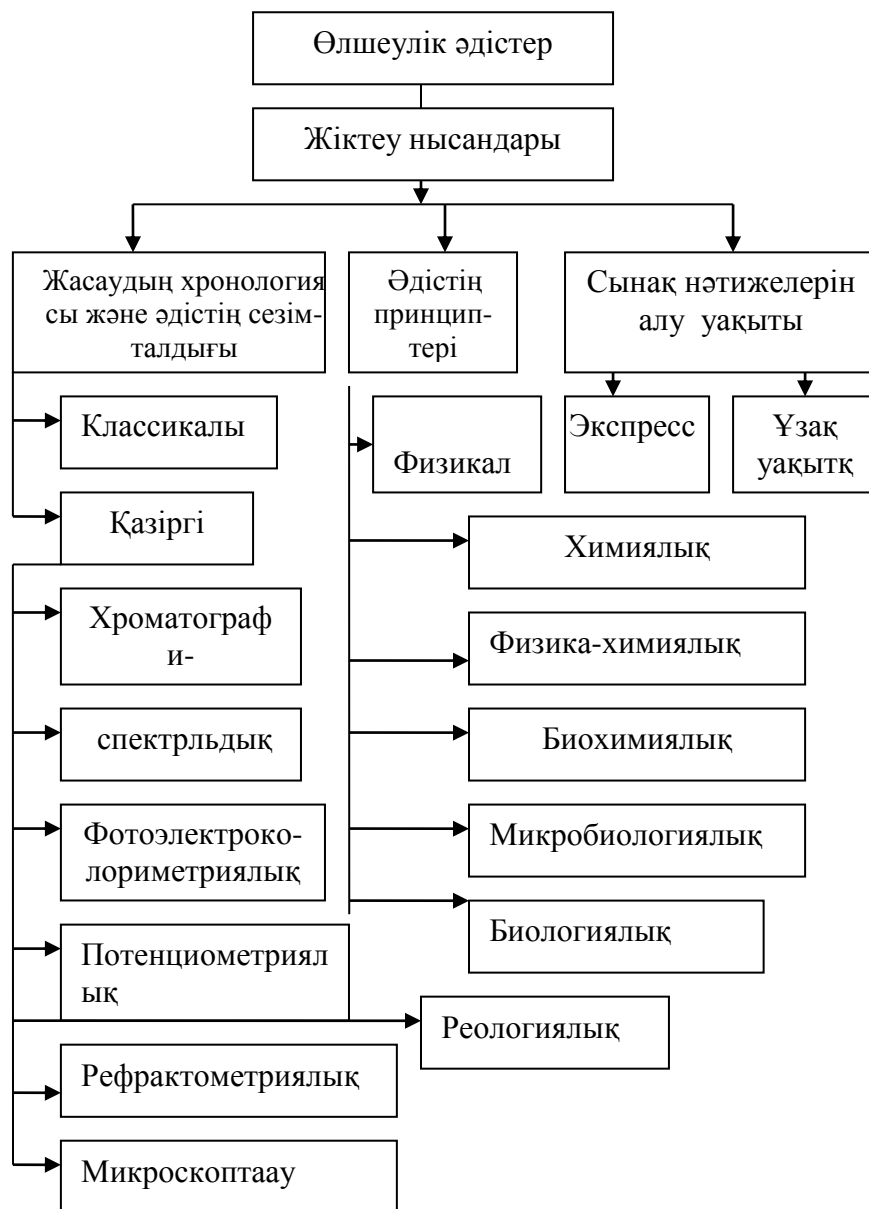 Өлшеулік әдістер
Жіктеу нысандары
Жасаудың хронология
сы және әдістің сезім-
талдығы
Әдістің
принцип-
тері
Сынақ нәтижелерін
алу уақыты
Классикалы
Қазіргі
Хроматограф
и-
спектрльдық
Фотоэлектроко-
лориметриялық
Потенциометриял
ық
Реологиялық
Рефрактометриялық
Микроскоптаау
Физикал
Химиялық
Физика-химиялық
Биохимиялық
Микробиологиялық
Биологиялық
Экспресс
Ұзақ
уақытқ